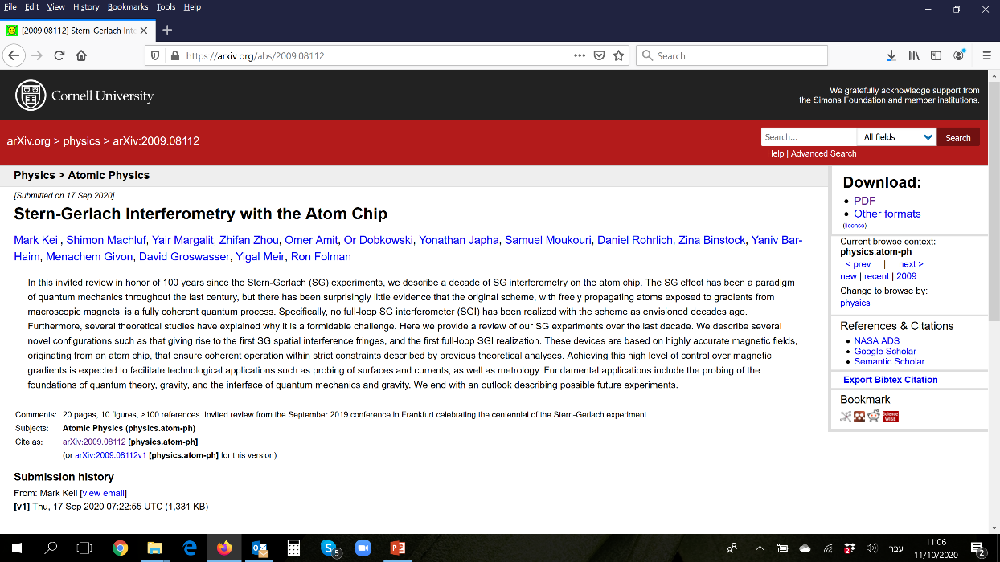 File Edit View History Bookmarks Tools Help
[2009.08112] Stern-Gerlach Inte
https://arxiv.org/abs/2009.08112
Search
Cornell University
We gratefully acknowledge support from
the Simons Foundation and member institutions.
arXiv.org > physics > arXiv:2009.08112
Search...
All fields
Search
Help | Advanced Search
Physics > Atomic Physics
[Submitted on 17 Sep 2020]
Stern-Gerlach Interferometry with the Atom Chip
Mark Keil, Shimon Machluf, Yair Margalit, Zhifan Zhou, Omer Amit, Or Dobkowski, Yonathan Japha, Samuel Moukouri, Daniel Rohrlich, Zina Binstock, Yaniv Bar-
Haim, Menachem Givon, David Groswasser, Yigal Meir, Ron Folman
In this invited review in honor of 100 years since the Stern-Gerlach (SG) experiments, we describe a decade of SG interferometry on the atom chip. The SG effect has been a paradigm
of quantum mechanics throughout the last century, but there has been surprisingly little evidence that the original scheme, with freely propagating atoms exposed to gradients from
macroscopic magnets, is a fully coherent quantum process. Specifically, no full-loop SG interferometer (SGI) has been realized with the scheme as envisioned decades ago.
Furthermore, several theoretical studies have explained why it is a formidable challenge. Here we provide a review of our SG experiments over the last decade. We describe several
novel configurations such as that giving rise to the first SG spatial interference fringes, and the first full-loop SGI realization. These devices are based on highly accurate magnetic fields,
originating from an atom chip, that ensure coherent operation within strict constraints described by previous theoretical analyses. Achieving this high level of control over magnetic
gradients is expected to facilitate technological applications such as probing of surfaces and currents, as well as metrology. Fundamental applications include the probing of the
foundations of quantum theory, gravity, and the interface of quantum mechanics and gravity. We end with an outlook describing possible future experiments.
Comments: 20 pages, 10 figures, >100 references. Invited review from the September 2019 conference in Frankfurt celebrating the centennial of the Stern-Gerlach experiment
Subjects: Atomic Physics (physics.atom-ph)
Cite as: arXiv:2009.08112 [physics.atom-ph]
(or arXiv:2009.08112v1 [physics.atom-ph] for this version)
Submission history
From: Mark Keil [view email]
[v1] Thu, 17 Sep 2020 07:22:55 UTC (1,331 KB)
Download:
PDF
Other formats
(license)
Current browse context:
physics.atom-ph
< prev | next >
new | recent | 2009
Change to browse by:
physics
References & Citations
NASA ADS
Google Scholar
Semantic Scholar
Export Bibtex Citation
Bookmark
Science
WISE
5
2
עבר
11:06
11/10/2020
2